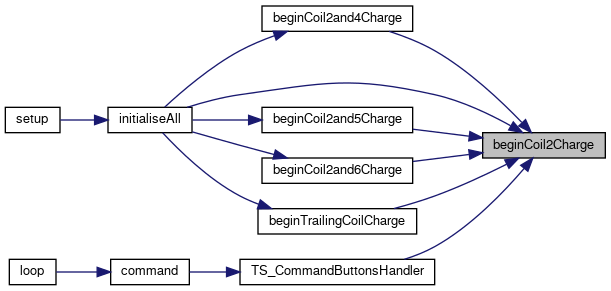 beginCoil2and4Charge
setup
initialiseAll
beginCoil2and5Charge
beginCoil2Charge
beginCoil2and6Charge
beginTrailingCoilCharge
loop
command
TS_CommandButtonsHandler